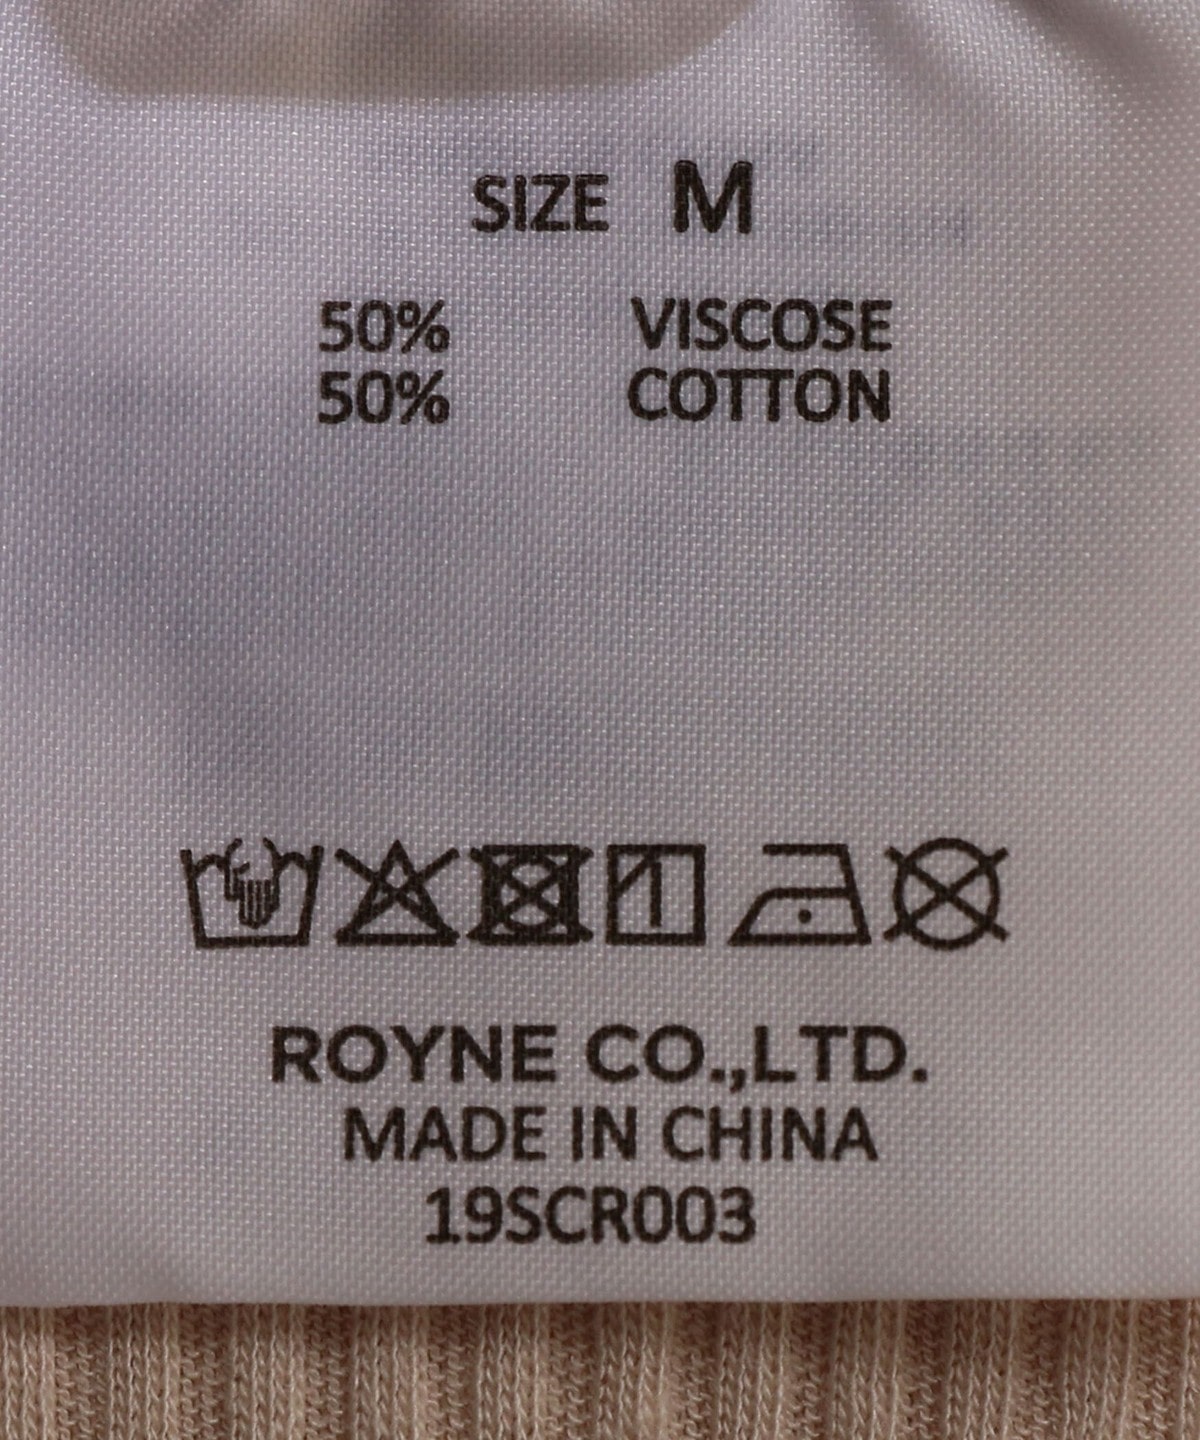 SIZE M
50% VISCOSE
50% COTTON
ROYNE CO.,LTD.
MADE IN CHINA
19SCR003